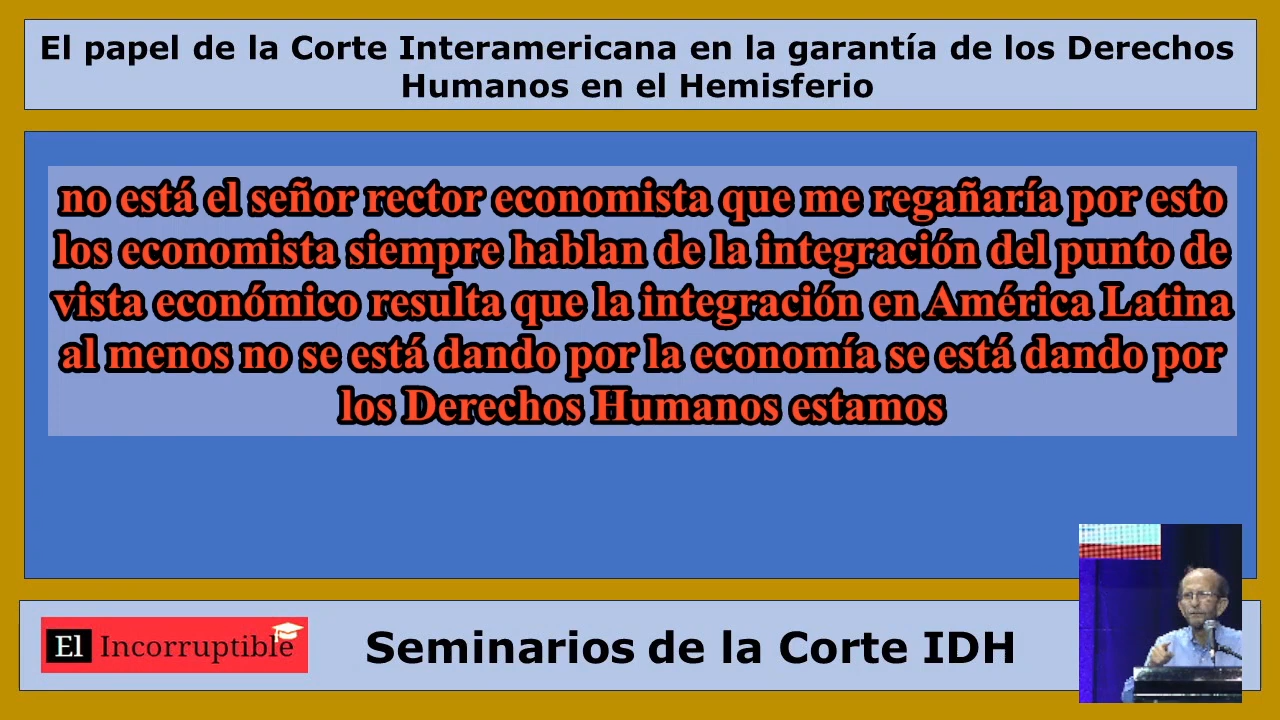 El papel de la Corte Interamericana en la garantía de los Derechos
Humanos en el Hemisferio
no está el señor rector economista que me regañaría por esto
los economista siempre hablan de la integración del punto de
vista económico resulta que la integración en América Latina
al menos no se está dando por la economía se está dando por
los Derechos Humanos estamos
El Incorruptible
Seminarios de la Corte IDH